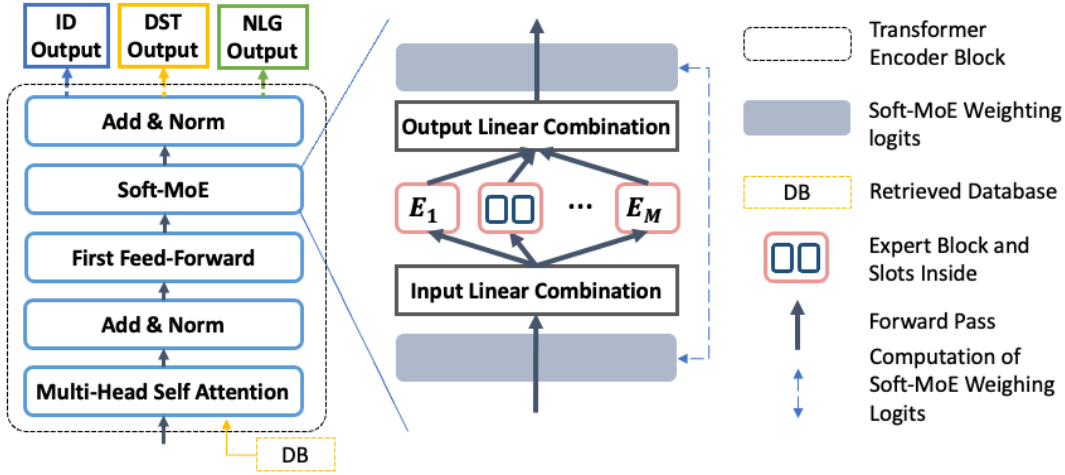 ID
Output
DST
Output
NLG
Output
Add & Norm
Soft-MoE
First Feed-Forward
Add & Norm
Multi-Head Self Attention
DB
Output Linear Combination
E₁
...
E_M
Input Linear Combination
Transformer
Encoder Block
Soft-MoE Weighting
logits
DB
Retrieved Database
Expert Block and
Slots Inside
Forward Pass
Computation of
Soft-MoE Weighing
Logits